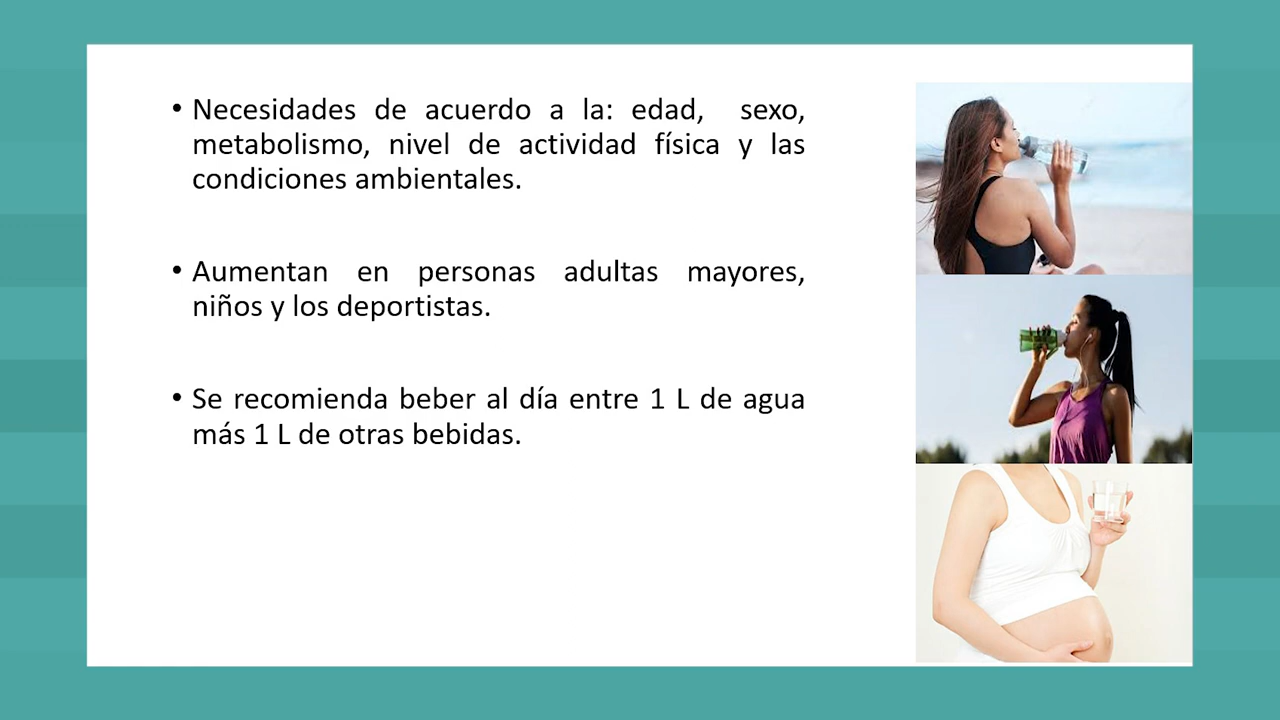 • Necesidades de acuerdo a la: edad, sexo,
metabolismo, nivel de actividad física y las
condiciones ambientales.
• Aumentan en personas adultas mayores,
niños y los deportistas.
• Se recomienda beber al día entre 1 L de agua
más 1 L de otras bebidas.